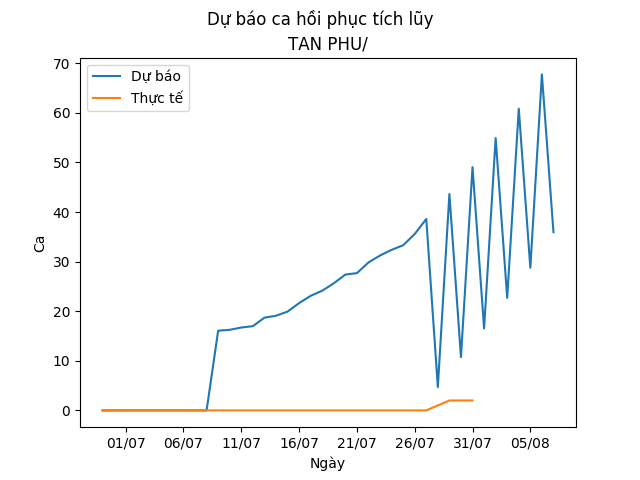 Dự báo ca hồi phục tích lũy
TAN PHU/
Dự báo
Thực tế
Ca
70
60
50
40
30
20
10
0
01/07 06/07 11/07 16/07 21/07 26/07 31/07 05/08
Ngày